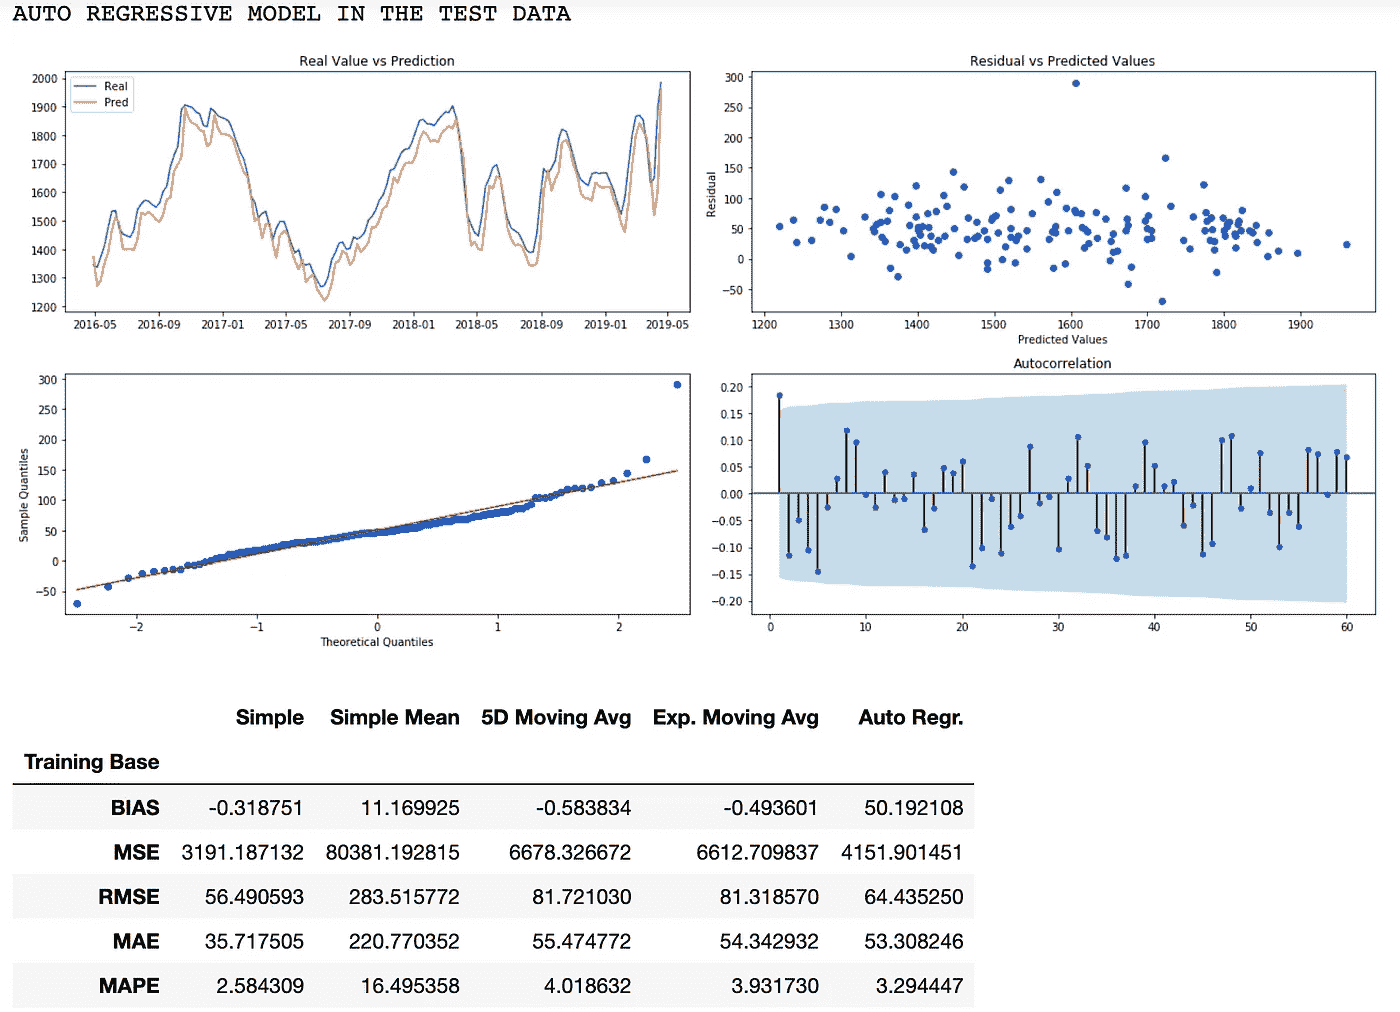 AUTO REGRESSIVE MODEL IN THE TEST DATA
Real Value vs Prediction
2000
1900
1800
1700
1600
1500
1400
1300
1200
Real
Pred
2016-05 2016-09 2017-01 2017-05 2017-09 2018-01 2018-05 2018-09 2019-01 2019-05
Residual vs Predicted Values
Residual
300
250
200
150
100
50
0
−50
1200 1300 1400 1500 1600 1700 1800 1900
Predicted Values
Sample Quantiles
300
250
200
150
100
50
0
−50
−2 −1 0 1 2
Theoretical Quantiles
Autocorrelation
0.20
0.15
0.10
0.05
0.00
−0.05
−0.10
−0.15
−0.20
0 10 20 30 40 50 60
Simple Simple Mean 5D Moving Avg Exp. Moving Avg Auto Regr.
Training Base
BIAS -0.318751 11.169925 -0.583834 -0.493601 50.192108
MSE 3191.187132 80381.192815 6678.326672 6612.709837 4151.901451
RMSE 56.490593 283.515772 81.721030 81.318570 64.435250
MAE 35.717505 220.770352 55.474772 54.342932 53.308246
MAPE 2.584309 16.495358 4.018632 3.931730 3.294447